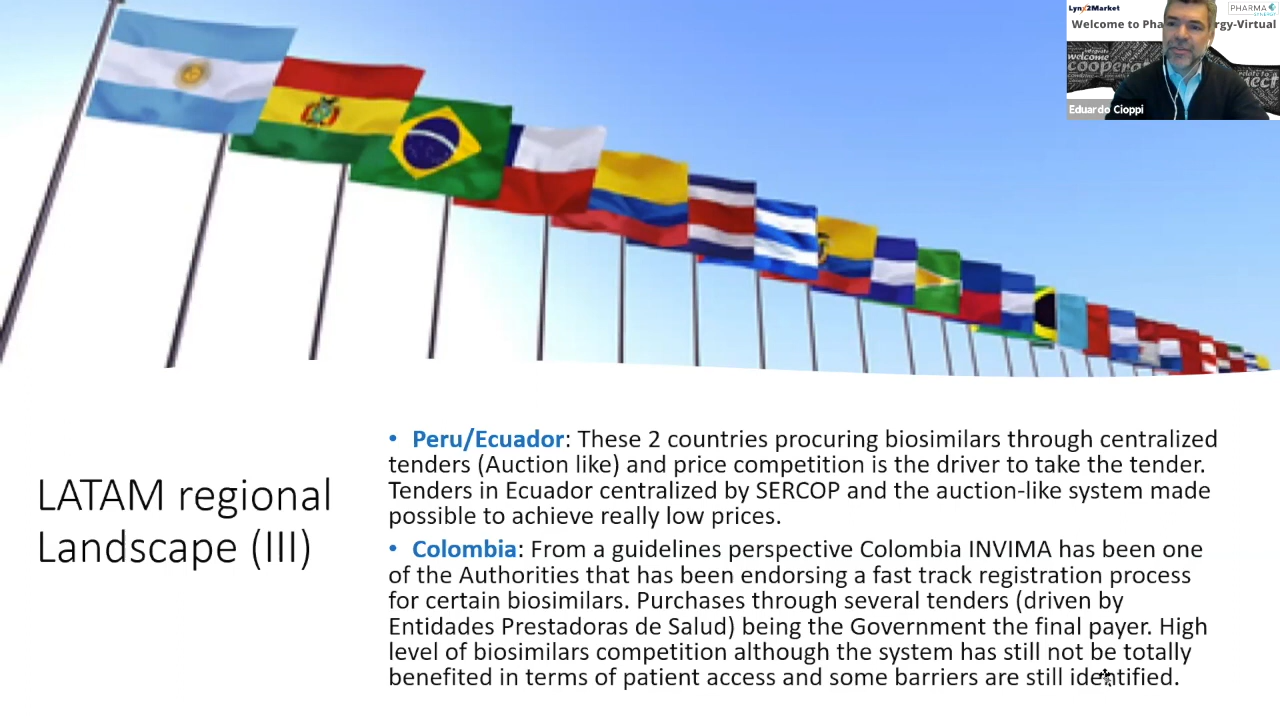 Lynx2Market
PHARMA
SYNERGY
Welcome to Pha rgy-Virtual
welcome
cooperat
Eduardo Cioppi
LATAM regional
Landscape (III)
• Peru/Ecuador: These 2 countries procuring biosimilars through centralized
tenders (Auction like) and price competition is the driver to take the tender.
Tenders in Ecuador centralized by SERCOP and the auction-like system made
possible to achieve really low prices.
• Colombia: From a guidelines perspective Colombia INVIMA has been one
of the Authorities that has been endorsing a fast track registration process
for certain biosimilars. Purchases through several tenders (driven by
Entidades Prestadoras de Salud) being the Government the final payer. High
level of biosimilars competition although the system has still not be totally
benefited in terms of patient access and some barriers are still identified.